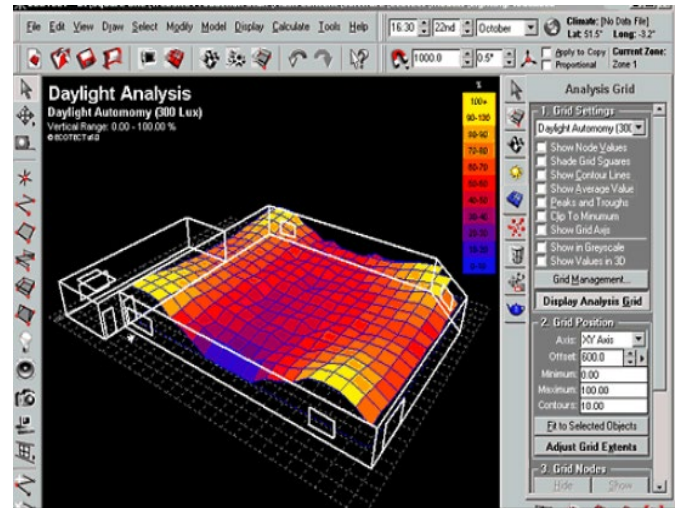 File Edit View Draw Select Modify Model Display Calculate Tools Help
16:30 22nd October
Climate: [No Data File]
Lat: 51.5° Long: -3.2°
1000.0 0.5°
Apply to Copy
Proportional
Current Zone:
Zone 1
Daylight Analysis
Daylight Automomy (300 Lux)
Vertical Range: 0.00 - 100.00 %
%
100+
90-100
80-90
70-80
60-70
50-60
40-50
30-40
20-30
10-20
0-10
Analysis Grid
1. Grid Settings
Daylight Automomy (300
Show Node Values
Shade Grid Squares
Show Contour Lines
Show Average Value
Peaks and Troughs
Clip To Minumum
Show Grid Axis
Show in Greyscale
Show Values in 3D
Grid Management...
Display Analysis Grid
2. Grid Position
Axis: XY Axis
Offset: 600.0
Minimum: 0.00
Maximum: 100.00
Contours: 10.00
Fit to Selected Objects
Adjust Grid Extents
3. Grid Nodes
Hide Show